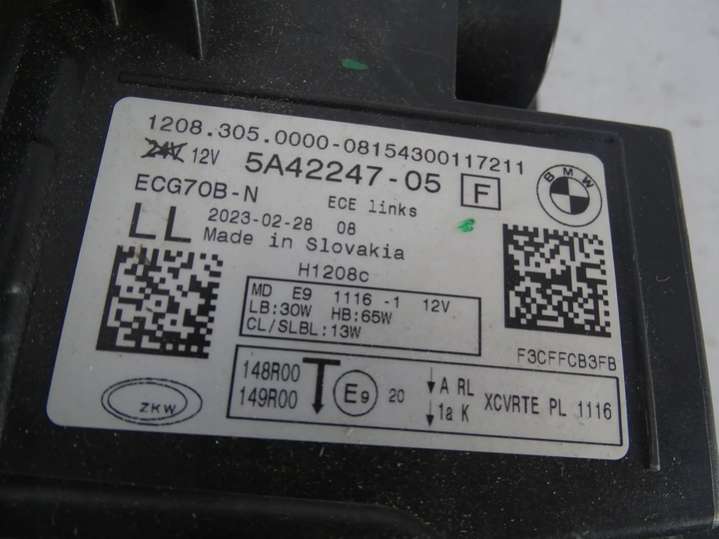 1208.305.0000-08154300117211
24V 12V 5A42247-05 F
BMW
ECG70B-N ECE links
LL 2023-02-28 08
Made in Slovakia
H1208c
MD E9 1116 -1 12V
LB:30W HB:65W
CL/SLBL:13W
F3CFFCB3FB
148R00
149R00
E9 20
↓A RL
↓1a K
XCVRTE PL 1116
ZKW